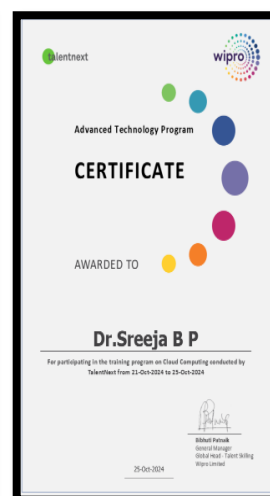 talentnext
wipro
Advanced Technology Program
CERTIFICATE
AWARDED TO
Dr.Sreeja B P
For participating in the training program on Cloud Computing conducted by
TalentNext from 21-Oct-2024 to 25-Oct-2024
Bibhuti Patnaik
General Manager
Global Head - Talent Skilling
Wipro Limited
25-Oct-2024